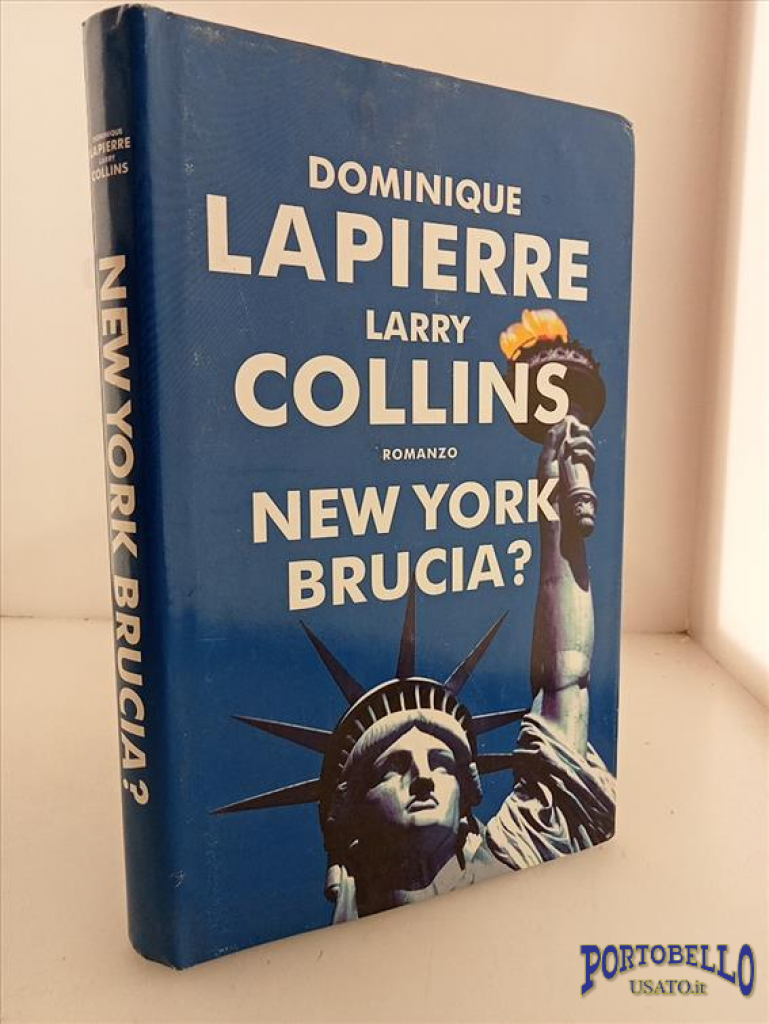 DOMINIQUE
LAPIERRE
LARRY
COLLINS
ROMANZO
NEW YORK
BRUCIA?
DOMINIQUE
LAPIERRE
LARRY
COLLINS
NEW YORK BRUCIA?
PORTOBELLO
USATO.it